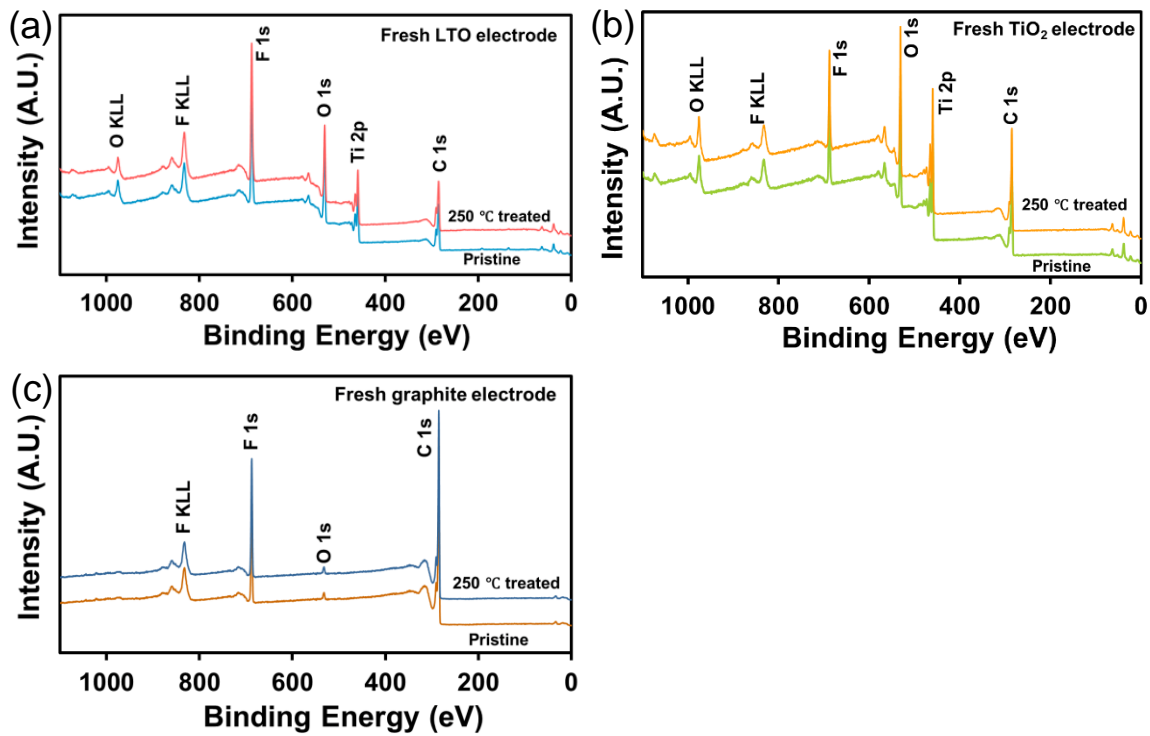 (a)
Fresh LTO electrode
Intensity (A.U.)
O KLL
F KLL
F 1s
O 1s
Ti 2p
C 1s
250 ℃ treated
Pristine
1000 800 600 400 200 0
Binding Energy (eV)
(b)
Fresh TiO2 electrode
Intensity (A.U.)
O KLL
F KLL
F 1s
O 1s
Ti 2p
C 1s
250 ℃ treated
Pristine
1000 800 600 400 200 0
Binding Energy (eV)
(c)
Fresh graphite electrode
Intensity (A.U.)
F KLL
F 1s
O 1s
C 1s
250 ℃ treated
Pristine
1000 800 600 400 200 0
Binding Energy (eV)